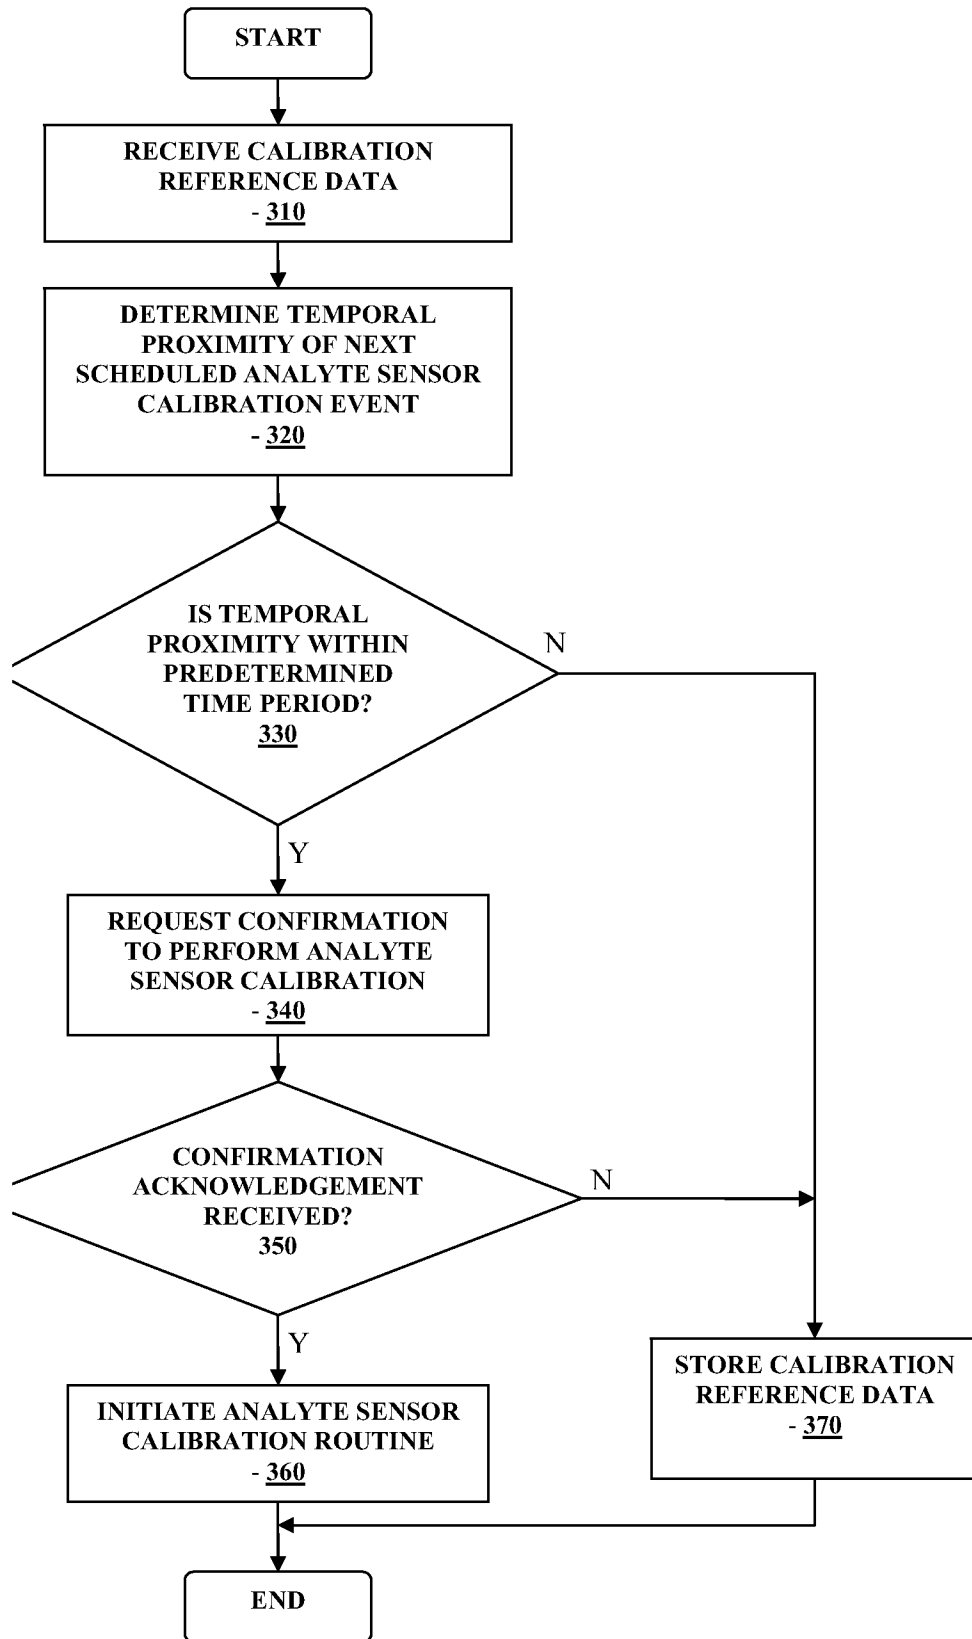 START
RECEIVE CALIBRATION
REFERENCE DATA
- 310
DETERMINE TEMPORAL
PROXIMITY OF NEXT
SCHEDULED ANALYTE SENSOR
CALIBRATION EVENT
- 320
IS TEMPORAL
PROXIMITY WITHIN
PREDETERMINED
TIME PERIOD?
330
N
Y
REQUEST CONFIRMATION
TO PERFORM ANALYTE
SENSOR CALIBRATION
- 340
CONFIRMATION
ACKNOWLEDGEMENT
RECEIVED?
350
N
Y
INITIATE ANALYTE SENSOR
CALIBRATION ROUTINE
- 360
STORE CALIBRATION
REFERENCE DATA
- 370
END